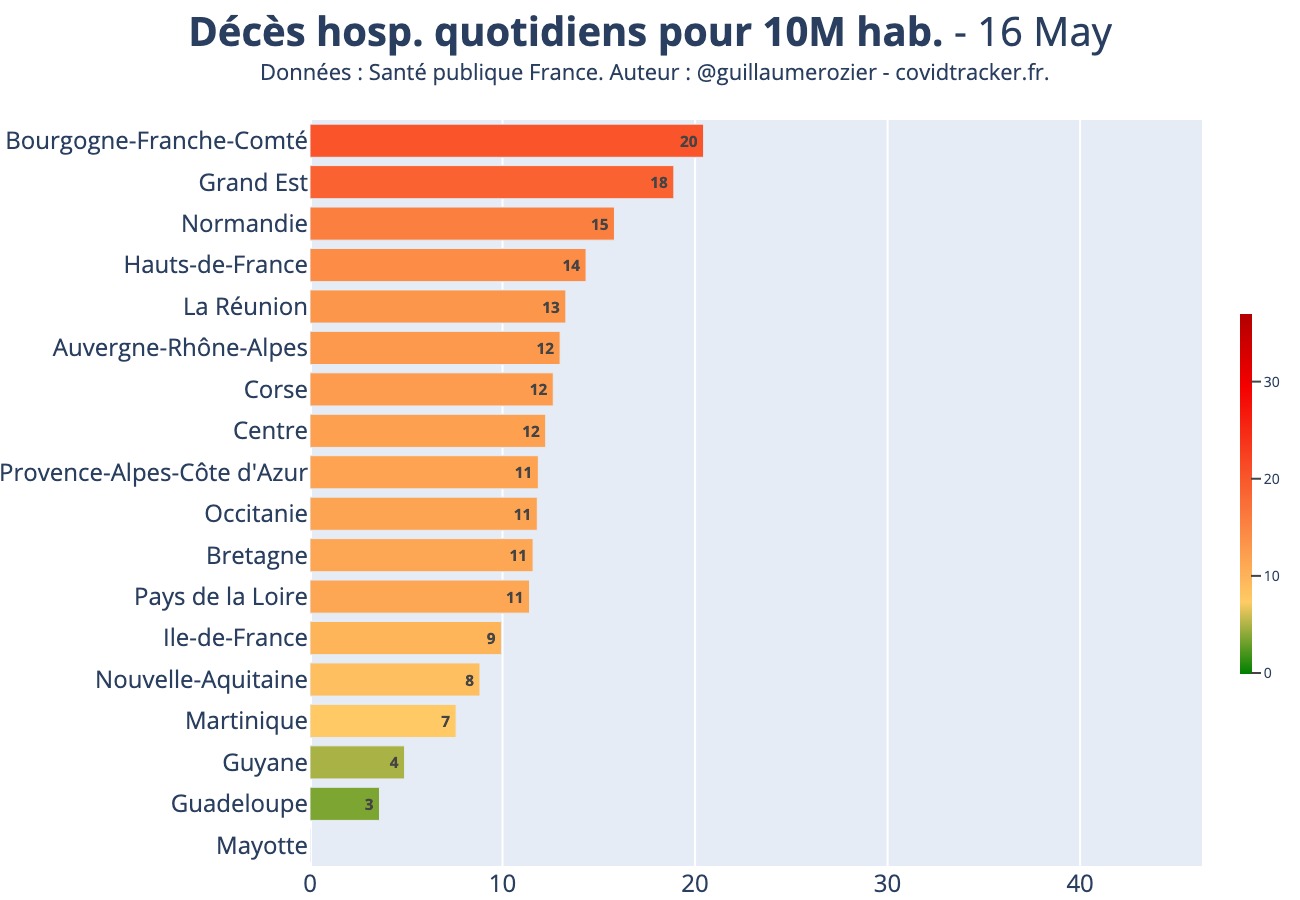 Décès hosp. quotidiens pour 10M hab. - 16 May
Données : Santé publique France. Auteur : @guillaumerozier - covidtracker.fr.
Bourgogne-Franche-Comté 20
Grand Est 18
Normandie 15
Hauts-de-France 14
La Réunion 13
Auvergne-Rhône-Alpes 12
Corse 12
Centre 12
Provence-Alpes-Côte d'Azur 11
Occitanie 11
Bretagne 11
Pays de la Loire 11
Ile-de-France 9
Nouvelle-Aquitaine 8
Martinique 7
Guyane 4
Guadeloupe 3
Mayotte
0 10 20 30 40
30
20
10
0